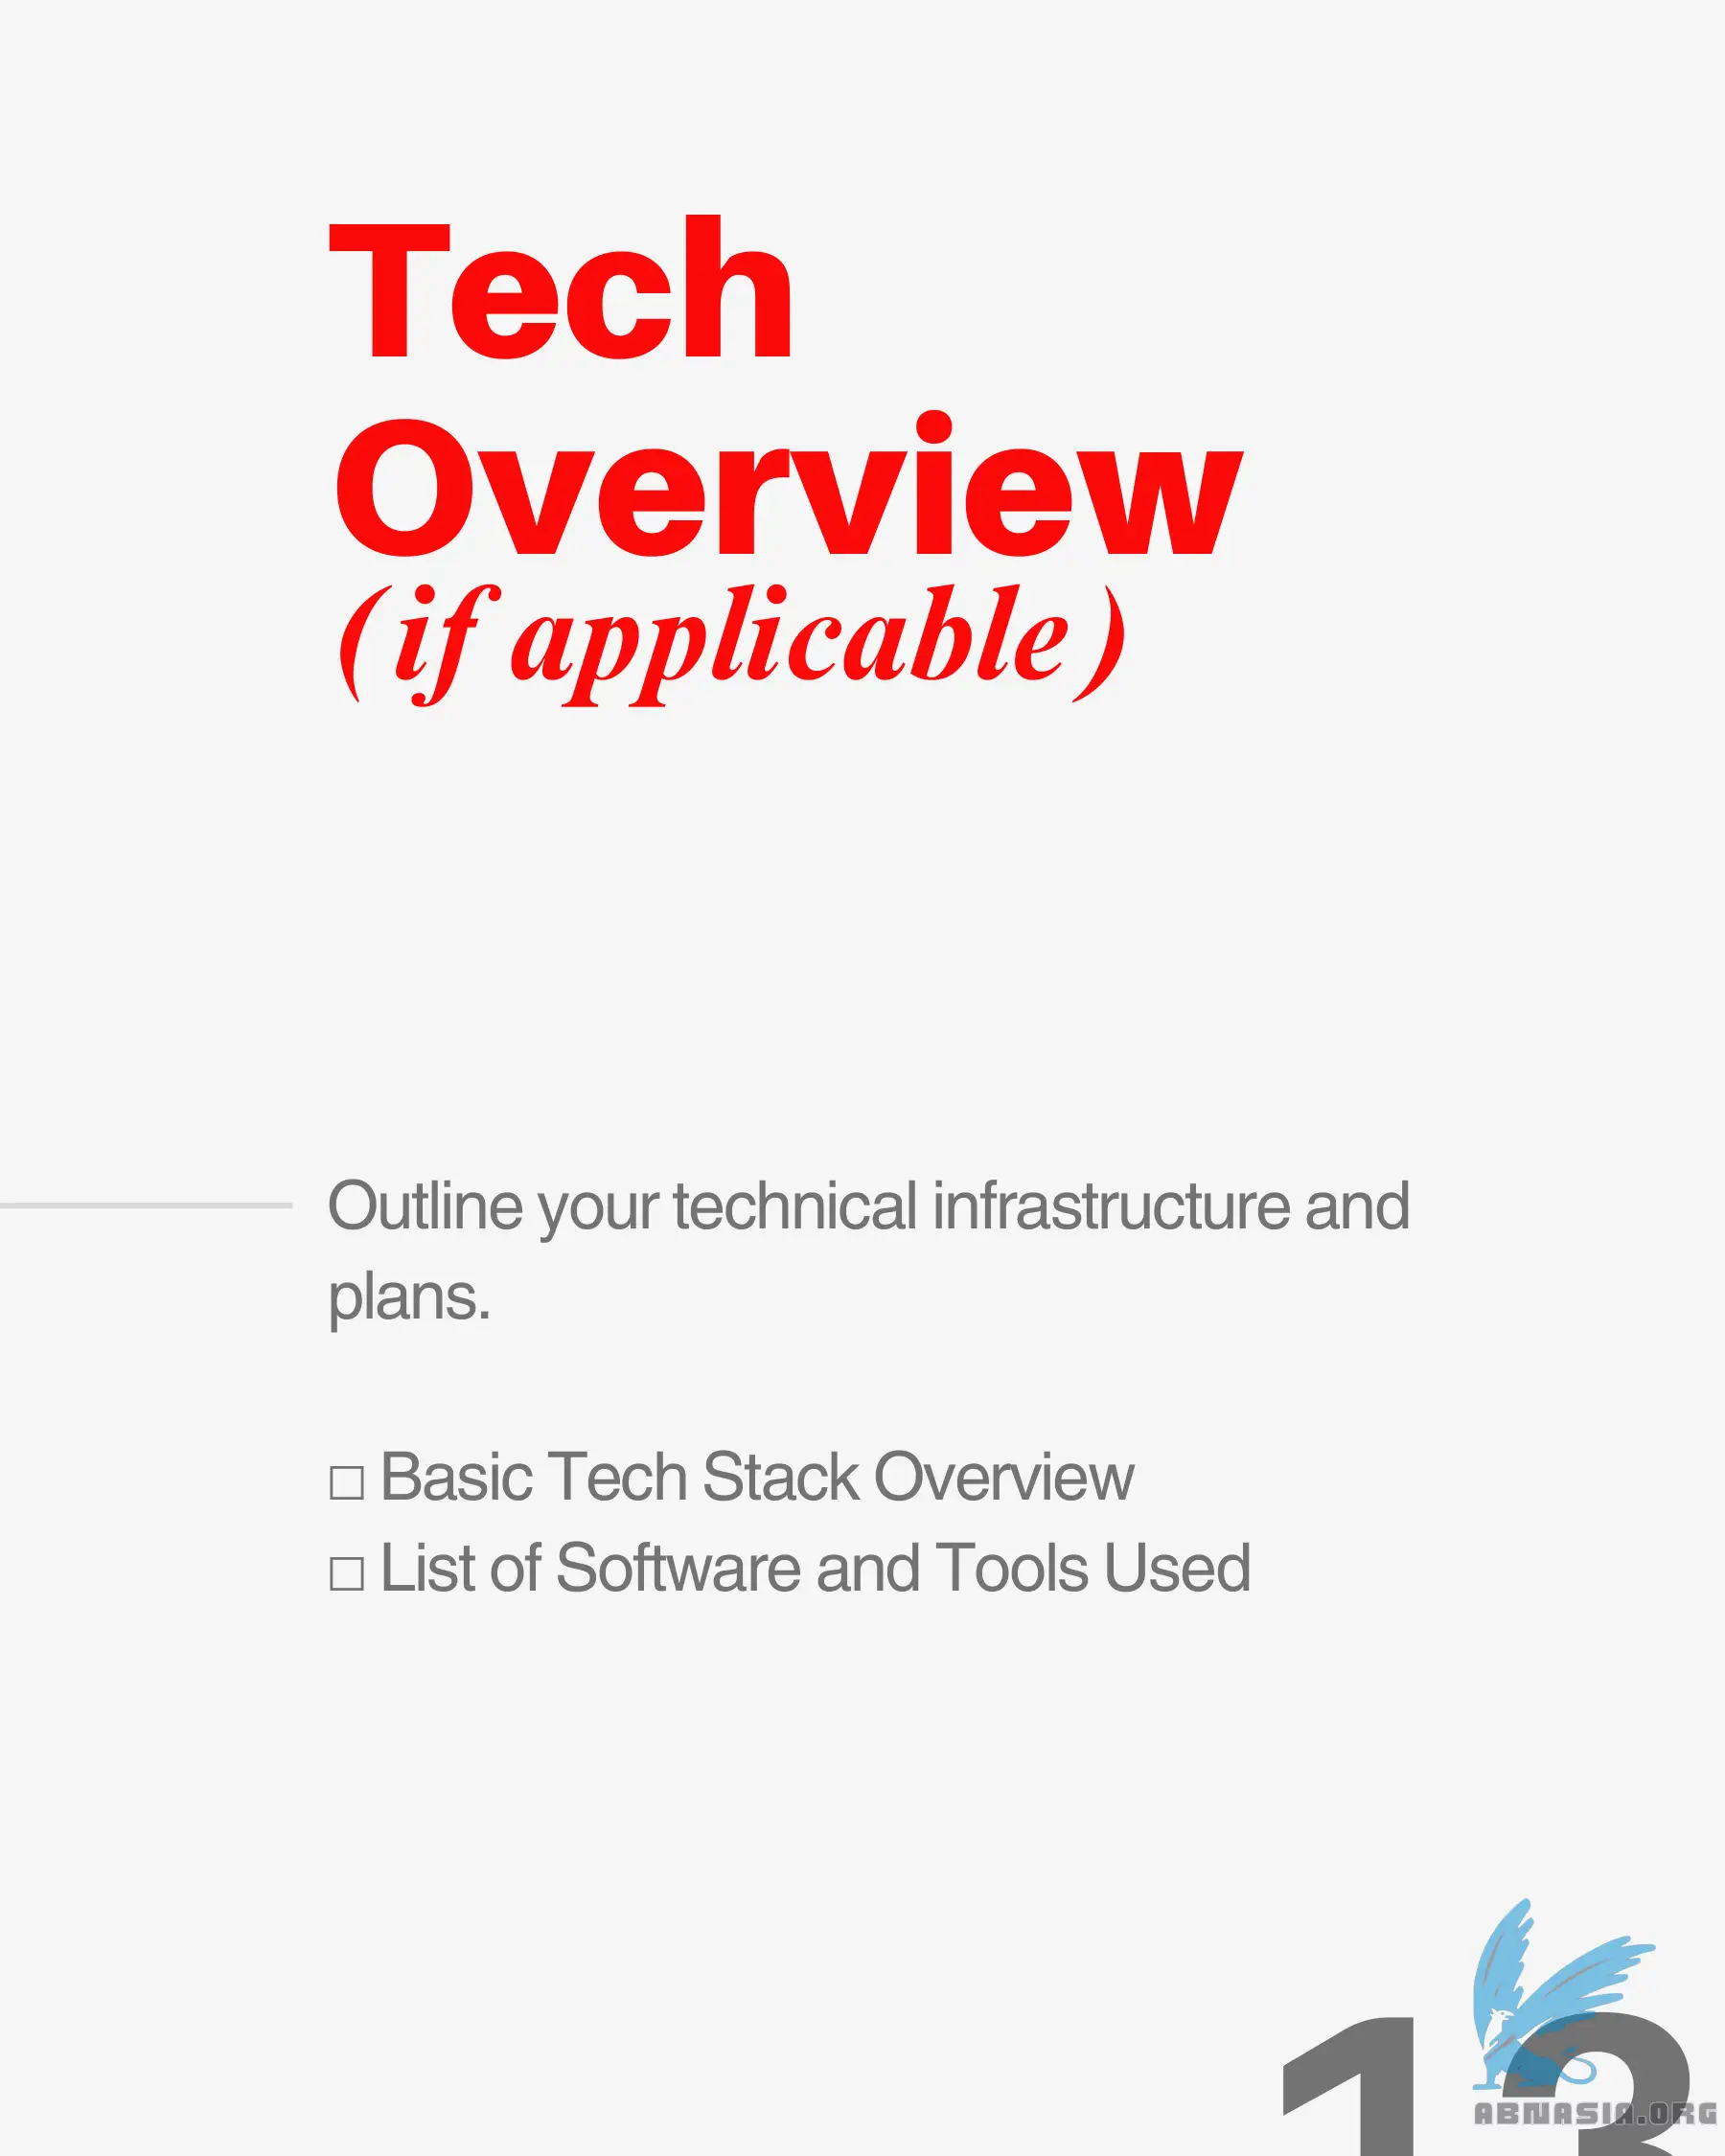 Tech
Overview
(if applicable)
Outline your technical infrastructure and
plans.
□ Basic Tech Stack Overview
□ List of Software and Tools Used
13
ABNASIA.ORG